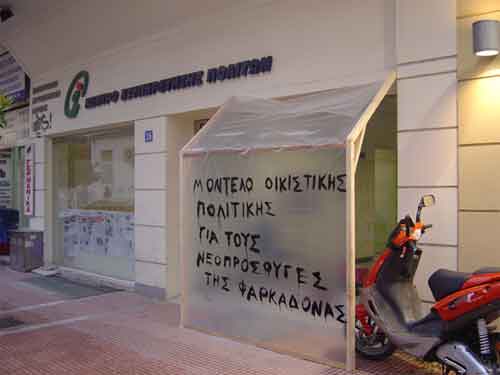 ΚΕΝΤΡΟ ΕΞΥΠΗΡΕΤΗΣΗΣ ΠΟΛΙΤΩΝ
ΜΟΝΤΕΛΟ ΟΙΚΙΣΤΙΚΗΣ
ΠΟΛΙΤΙΚΗΣ
ΓΙΑ ΤΟΥΣ
ΝΕΟΠΡΟΣΦΥΓΕΣ
ΤΗΣ ΦΑΡΚΑΔΟΝΑΣ